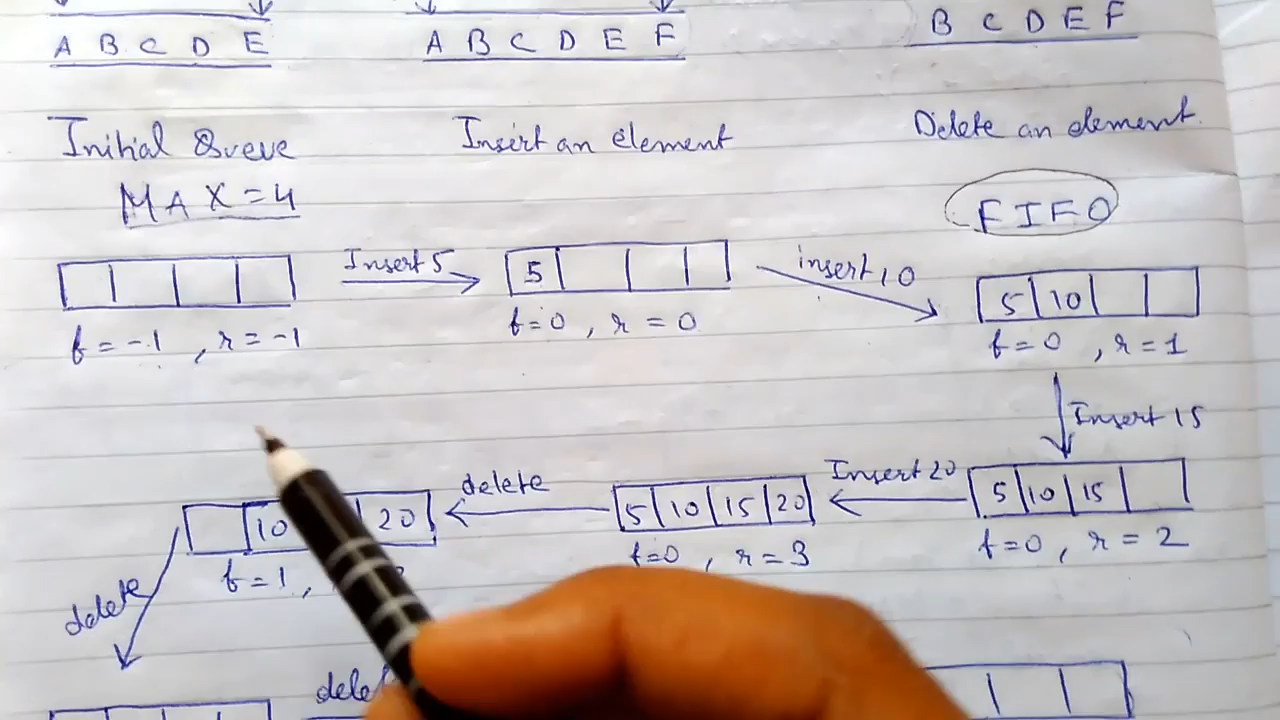 A B C D E
A B C D E F
B C D E F
Initial Queue
Insert an element
Delete an element.
MAX=4
FIFO
Insert 5
5
insert 10
5 10
f = -1 , r = -1
f=0 , r = 0
f=0 , r=1
Insert 15
delete
Insert 20
10 20
5 10 15 20
5 10 15
f=1,
f=0 , r=3
f=0, r=2
delete